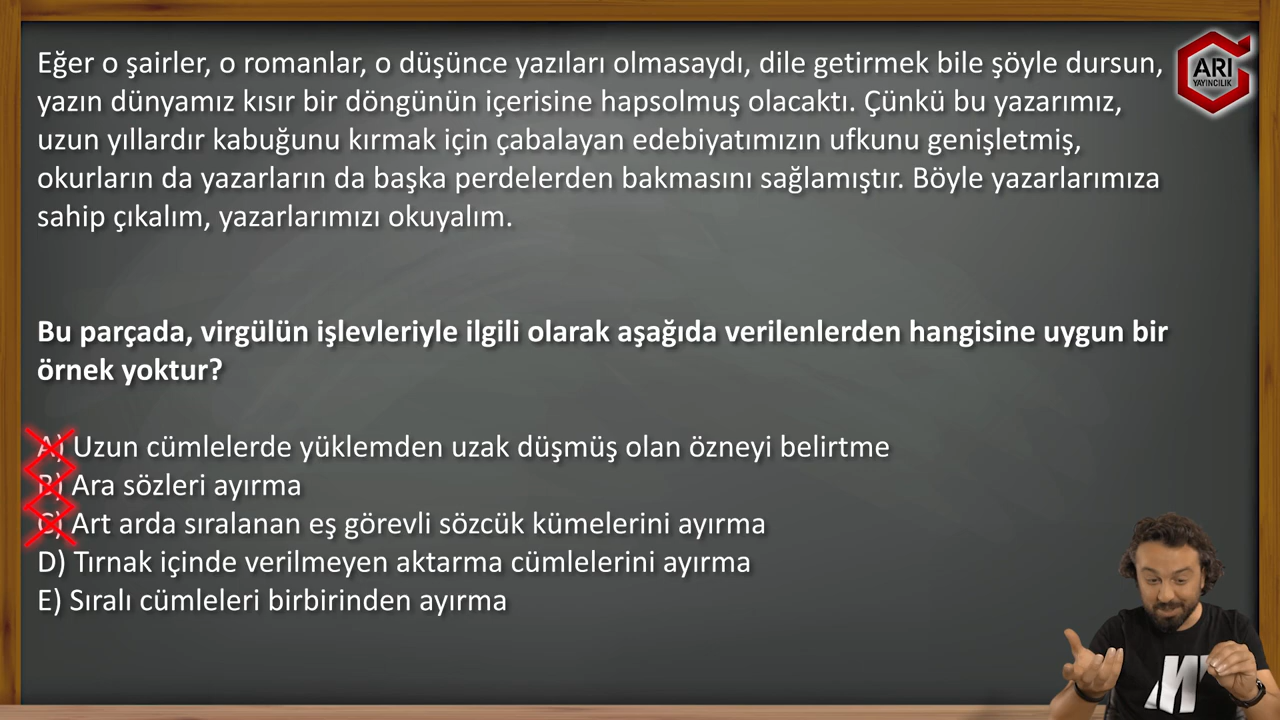 Eğer o şairler, o romanlar, o düşünce yazıları olmasaydı, dile getirmek bile şöyle dursun,
yazın dünyamız kısır bir döngünün içerisine hapsolmuş olacaktı. Çünkü bu yazarımız,
uzun yıllardır kabuğunu kırmak için çabalayan edebiyatımızın ufkunu genişletmiş,
okurların da yazarların da başka perdelerden bakmasını sağlamıştır. Böyle yazarlarımıza
sahip çıkalım, yazarlarımızı okuyalım.
ARI
YAYINCILIK
Bu parçada, virgülün işlevleriyle ilgili olarak aşağıda verilenlerden hangisine uygun bir
örnek yoktur?
A) Uzun cümlelerde yüklemden uzak düşmüş olan özneyi belirtme
B) Ara sözleri ayırma
C) Art arda sıralanan eş görevli sözcük kümelerini ayırma
D) Tırnak içinde verilmeyen aktarma cümlelerini ayırma
E) Sıralı cümleleri birbirinden ayırma